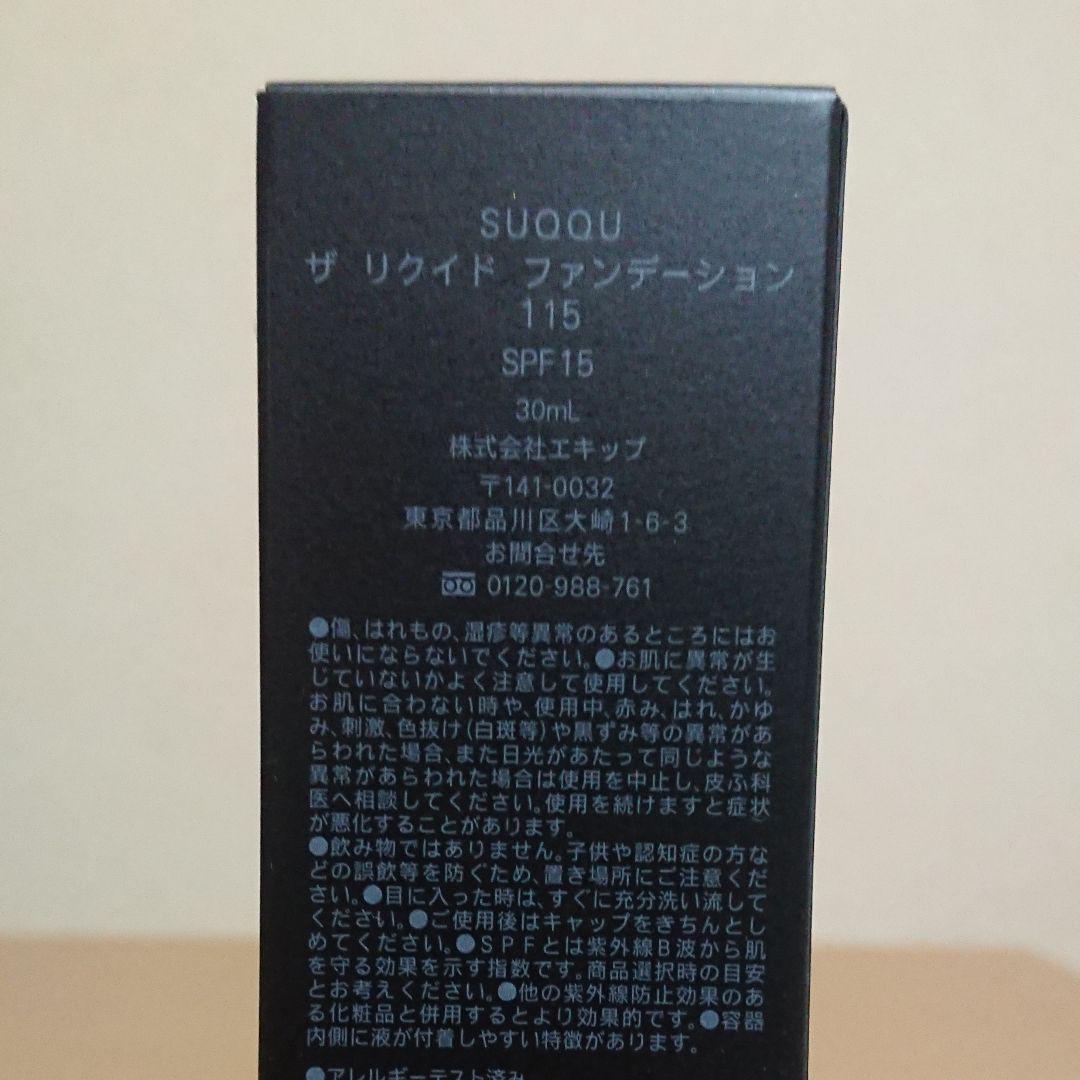 SUQQU
ザ リクイド ファンデーション
115
SPF15
30mL
株式会社エキップ
〒141-0032
東京都品川区大崎1-6-3
お問合せ先
0120-988-761
●傷、はれもの、湿疹等異常のあるところにはお
使いにならないでください。●お肌に異常が生
じていないかよく注意して使用してください。
お肌に合わない時や、使用中、赤み、はれ、かゆ
み、刺激、色抜け(白斑等)や黒ずみ等の異常があ
らわれた場合、また日光があたって同じような
異常があらわれた場合は使用を中止し、皮ふ科
医へ相談してください。使用を続けますと症状
が悪化することがあります。
●飲み物ではありません。子供や認知症の方な
どの誤飲等を防ぐため、置き場所にご注意くだ
さい。●目に入った時は、すぐに充分洗い流して
ください。●ご使用後はキャップをきちんとし
めてください。●SPFとは紫外線B波から肌
を守る効果を示す指数です。商品選択時の目安
とお考えください。●他の紫外線防止効果のあ
る化粧品と併用するとより効果的です。●容器
内側に液が付着しやすい特徴があります。
●アレルギーテスト済み